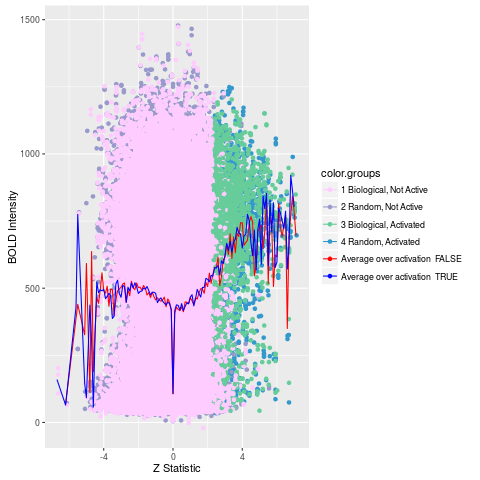 1500
1000
500
0
BOLD Intensity
-4
0
4
Z Statistic
color.groups
1 Biological, Not Active
2 Random, Not Active
3 Biological, Activated
4 Random, Activated
Average over activation  FALSE
Average over activation  TRUE